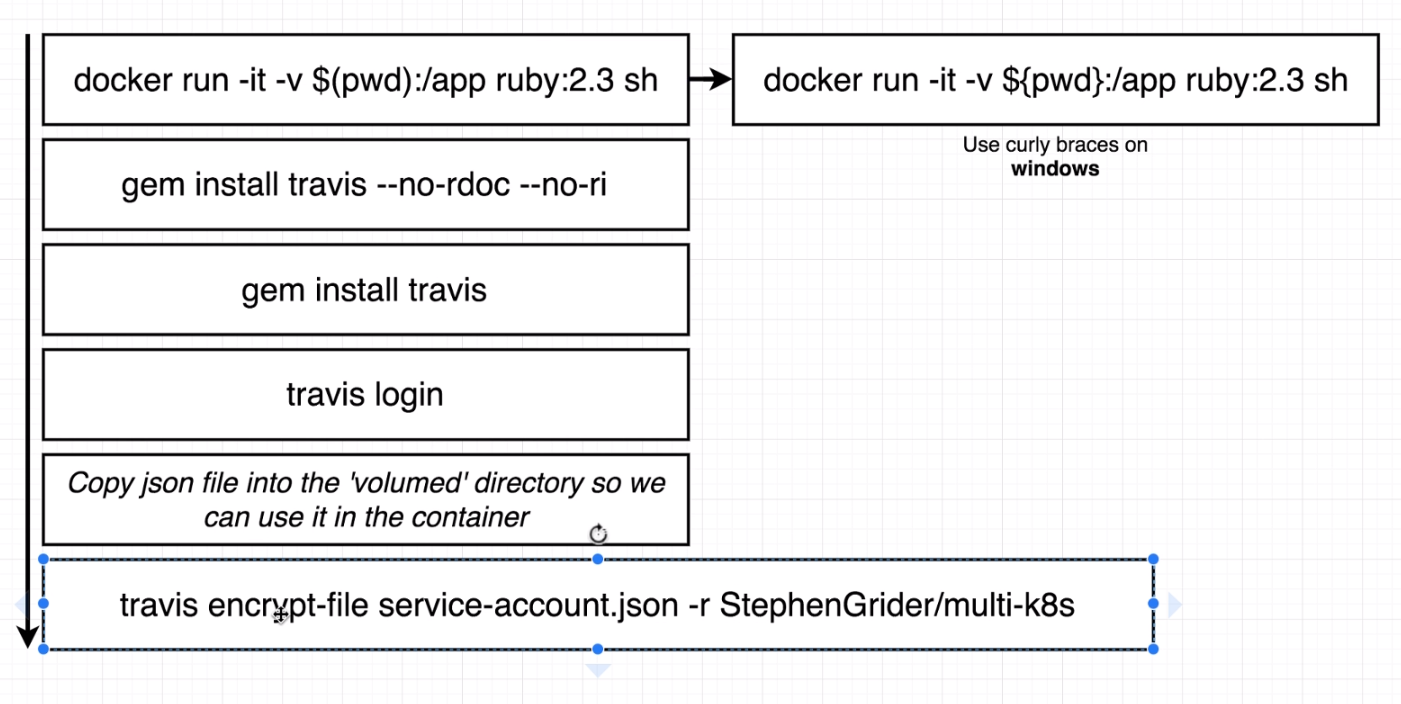 docker run -it -v $(pwd):/app ruby:2.3 sh
docker run -it -v ${pwd}:/app ruby:2.3 sh
Use curly braces on
windows
gem install travis --no-rdoc --no-ri
gem install travis
travis login
Copy json file into the 'volumed' directory so we
can use it in the container
travis encrypt-file service-account.json -r StephenGrider/multi-k8s